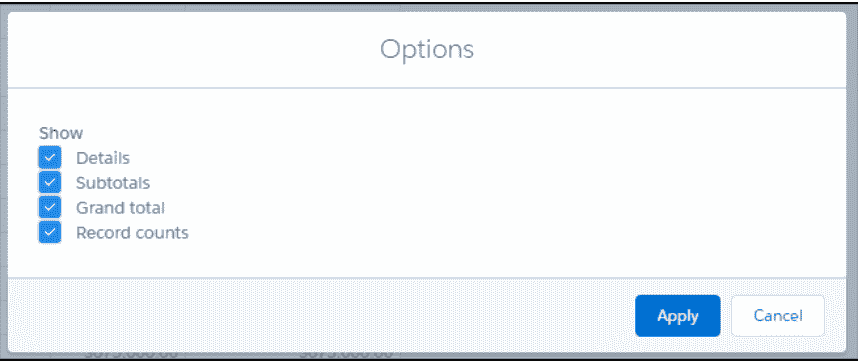 Options
Show
Details
Subtotals
Grand total
Record counts
Apply
Cancel